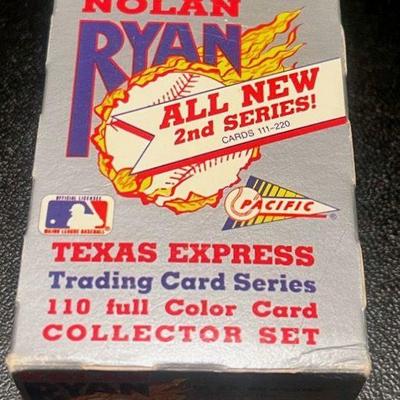 NOLAN
RYAN
ALL NEW
2nd SERIES!
CARDS 111-220
OFFICIAL LICENSEE
MAJOR LEAGUE BASEBALL
PACIFIC
TEXAS EXPRESS
Trading Card Series
110 full Color Card
COLLECTOR SET